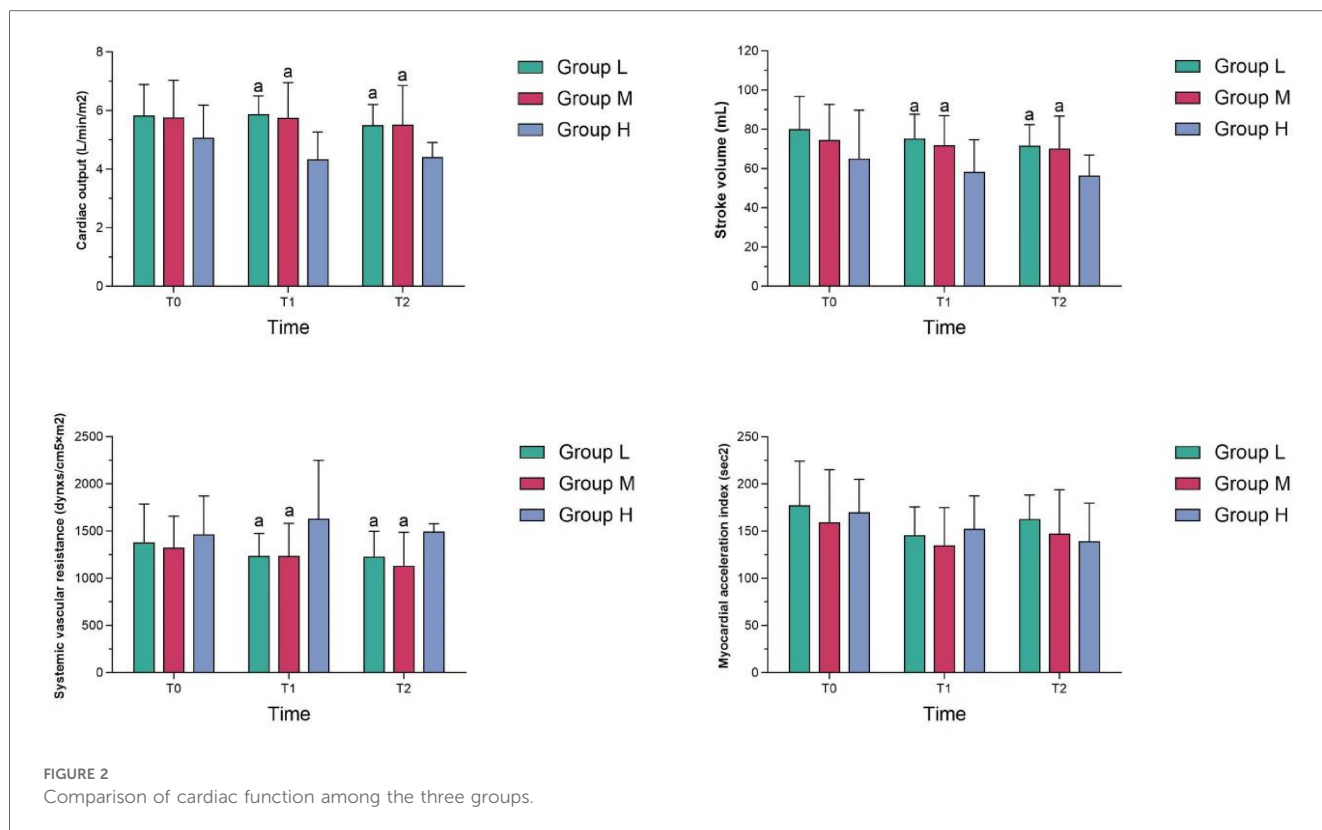 8
6
4
2
0
Cardiac output (L/min/m2)
a a a a
T0 T1 T2
Time
Group L
Group M
Group H
120
100
80
60
40
20
0
Stroke volume (mL)
a a a a
T0 T1 T2
Time
Group L
Group M
Group H
2500
2000
1500
1000
500
0
Systemic vascular resistance (dynxs/cm5×m2)
a a a a
T0 T1 T2
Time
Group L
Group M
Group H
250
200
150
100
50
0
Myocardial acceleration index (sec2)
T0 T1 T2
Time
Group L
Group M
Group H
FIGURE 2
Comparison of cardiac function among the three groups.